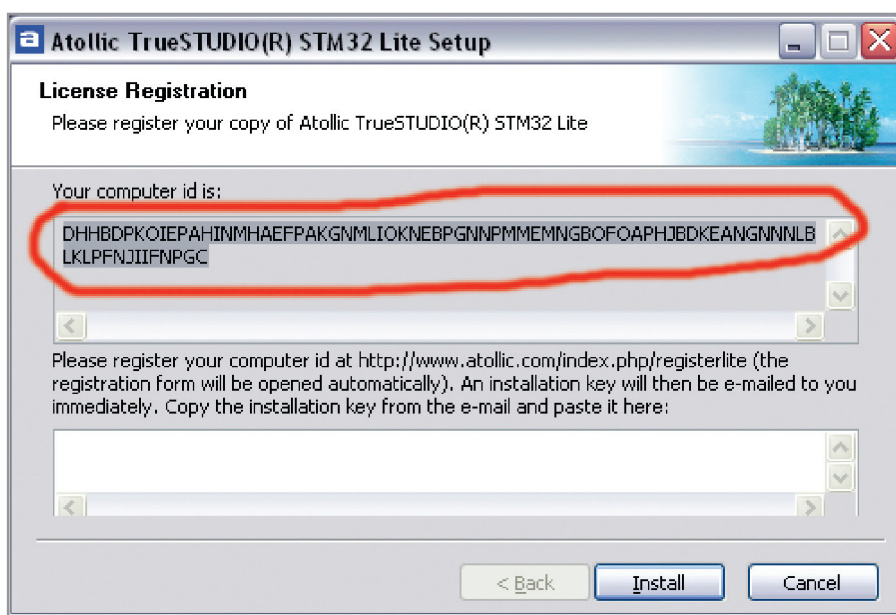 a Atollic TrueSTUDIO(R) STM32 Lite Setup
License Registration
Please register your copy of Atollic TrueSTUDIO(R) STM32 Lite
Your computer id is:
DHHBDPKOIEPAHINMHAEFPAKGNMLIOKNEBPGNNPMMEMNGBOFOAPHJBDKEANGNNNLB
LKLPFNJIIFNPGC
Please register your computer id at http://www.atollic.com/index.php/registerlite (the
registration form will be opened automatically). An installation key will then be e-mailed to you
immediately. Copy the installation key from the e-mail and paste it here:
< Back Install Cancel